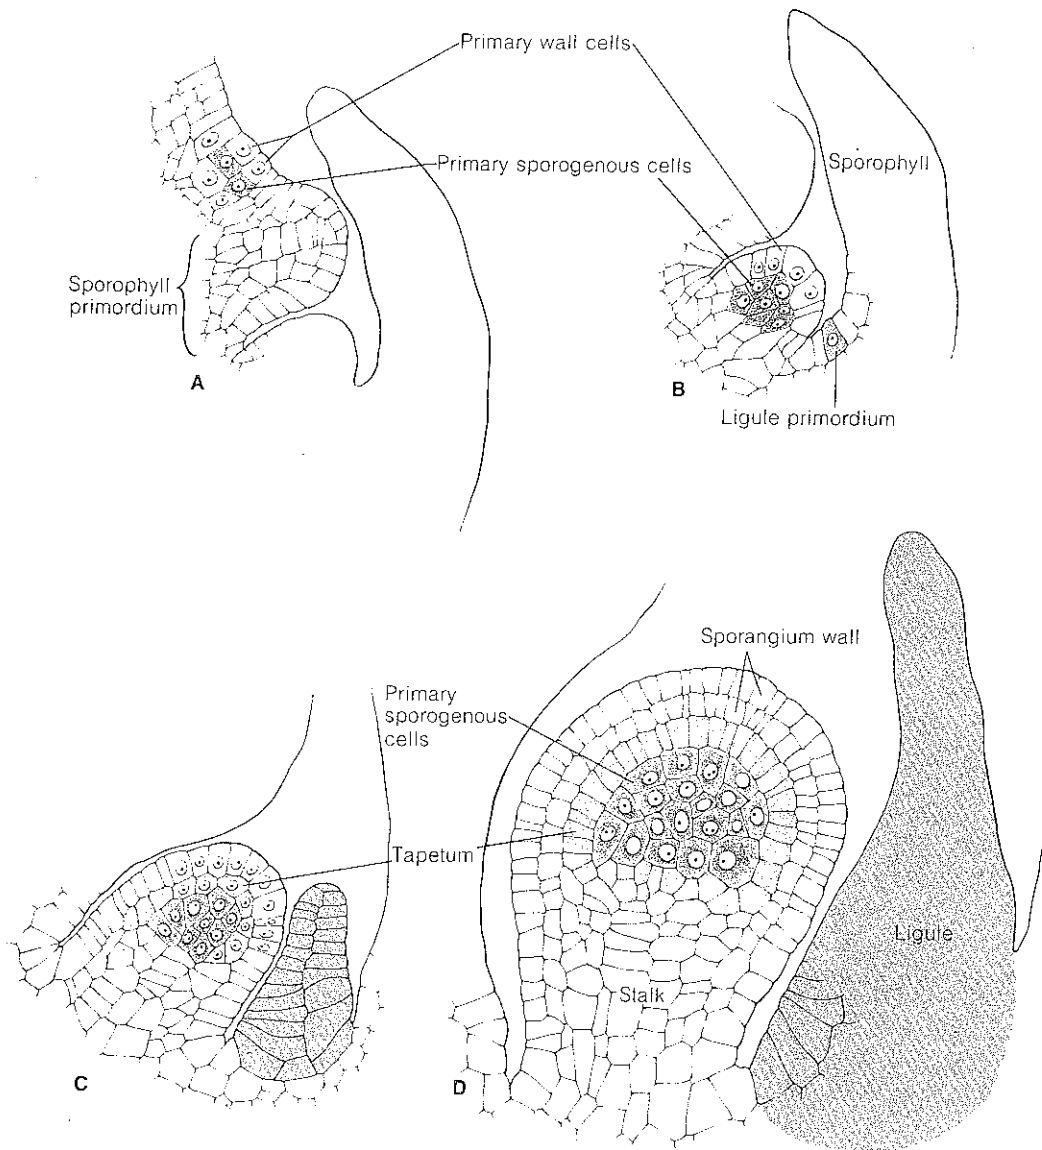 Primary wall cells
Primary sporogenous cells
Sporophyll
Sporophyll
primordium
A
B
Ligule primordium
Sporangium wall
Primary
sporogenous
cells
Tapetum
Ligule
Stalk
C
D